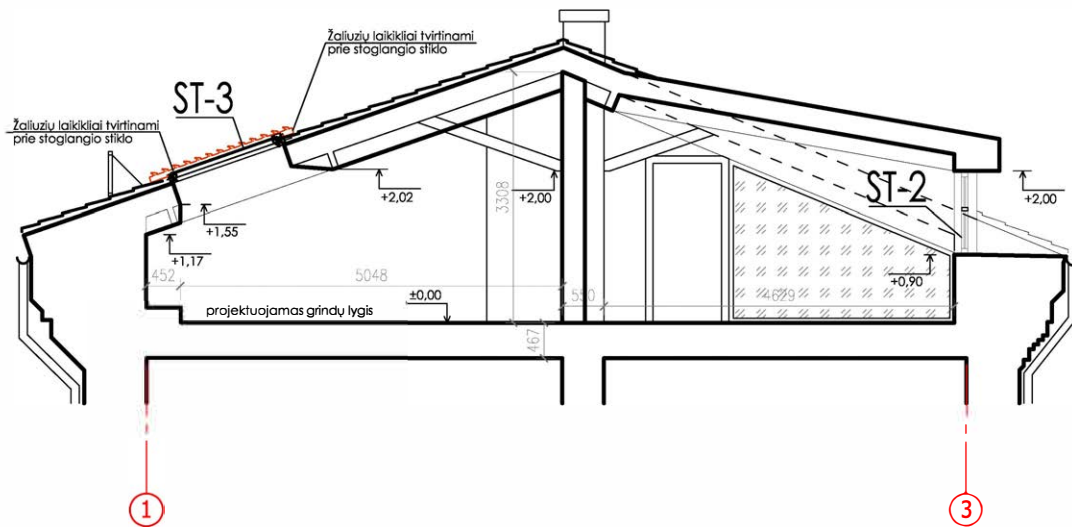 Žaliuzių laikikliai tvirtinami
prie stoglangio stiklo
ST-3
Žaliuzių laikikliai tvirtinami
prie stoglangio stiklo
+2,02
3308
+2,00
ST-2
+2,00
+1,55
+1,17
452
5048
550
4629
+0,90
projektuojamas grindų lygis
±0,00
467
1
3